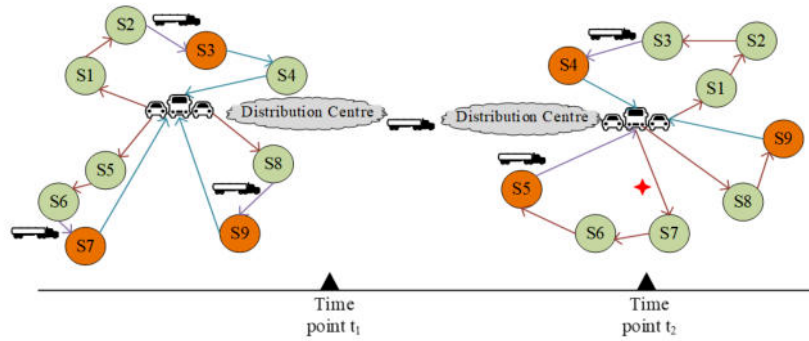 S2
S3
S1
S4
Distribution Centre
S5
S8
S6
S7
S9
S3
S2
S4
S1
Distribution Centre
S9
S5
S8
S6
S7
Time
point t₁
Time
point t₂